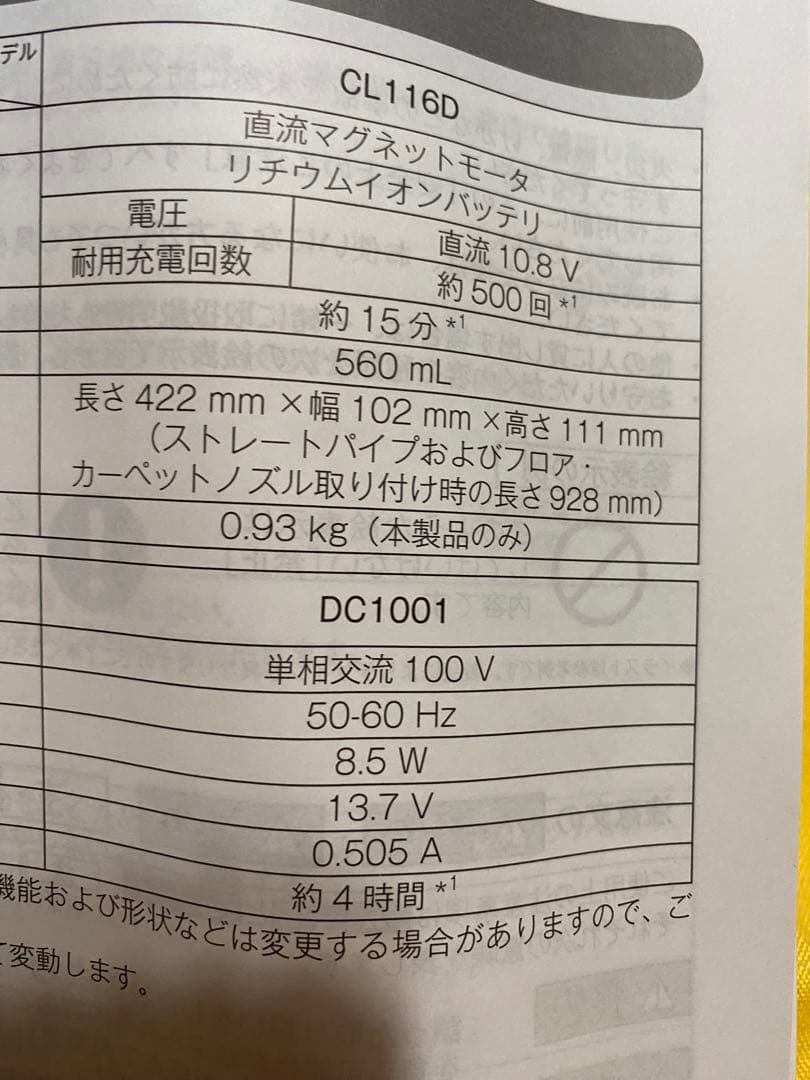 デル
CL116D
直流マグネットモータ
リチウムイオンバッテリ
電圧 直流 10.8 V
耐用充電回数 約 500 回 *1
約 15 分 *1
560 mL
長さ 422 mm × 幅 102 mm × 高さ 111 mm
（ストレートパイプおよびフロア・
カーペットノズル取り付け時の長さ 928 mm）
0.93 kg（本製品のみ）
DC1001
単相交流 100 V
50-60 Hz
8.5 W
13.7 V
0.505 A
約 4 時間 *1
機能および形状などは変更する場合がありますので、ご
て変動します。